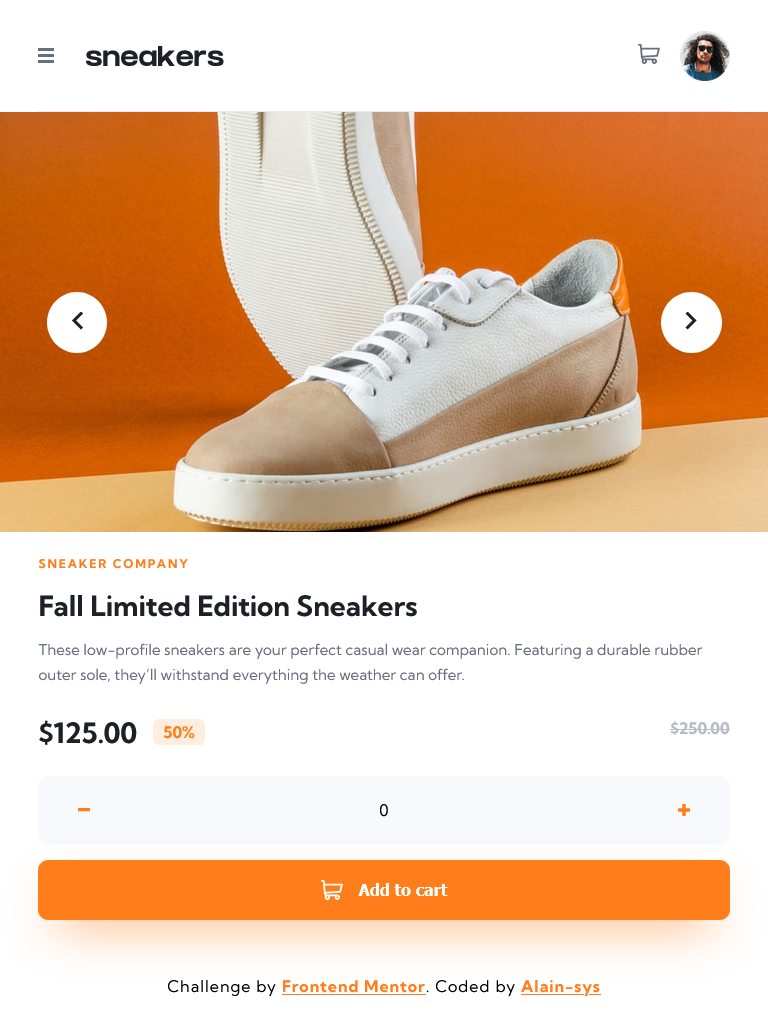 sneakers
SNEAKER COMPANY
Fall Limited Edition Sneakers
These low-profile sneakers are your perfect casual wear companion. Featuring a durable rubber
outer sole, they’ll withstand everything the weather can offer.
$125.00 50% $250.00
0
Add to cart
Challenge by Frontend Mentor. Coded by Alain-sys